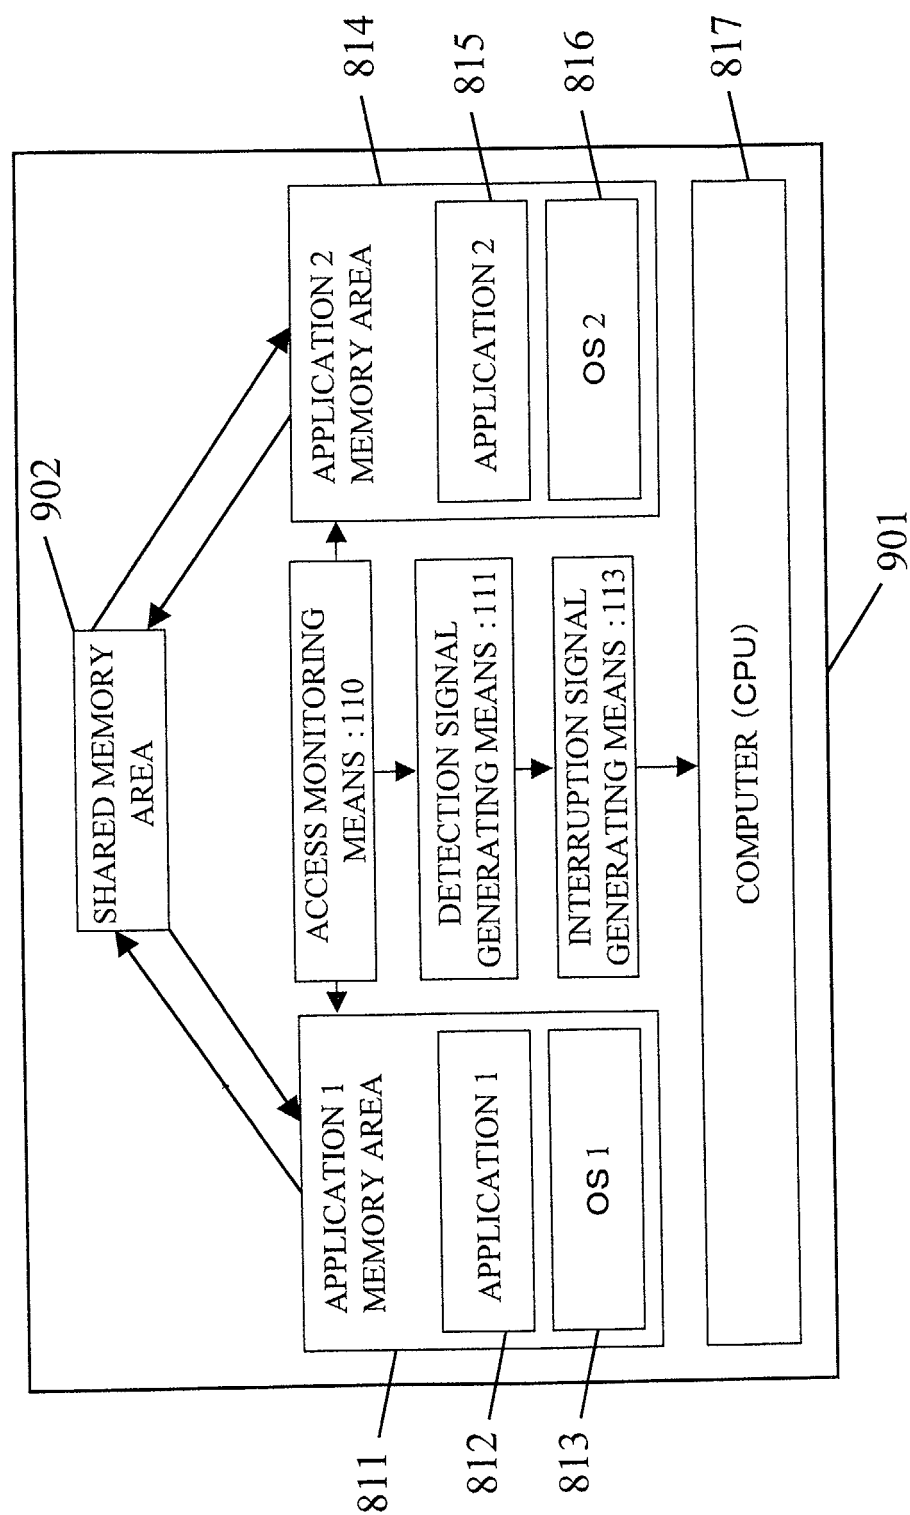 902
SHARED MEMORY
AREA
811
APPLICATION 1
MEMORY AREA
812
APPLICATION 1
813
OS 1
ACCESS MONITORING
MEANS : 110
DETECTION SIGNAL
GENERATING MEANS : 111
INTERRUPTION SIGNAL
GENERATING MEANS : 113
814
APPLICATION 2
MEMORY AREA
815
APPLICATION 2
816
OS 2
817
COMPUTER (CPU)
901